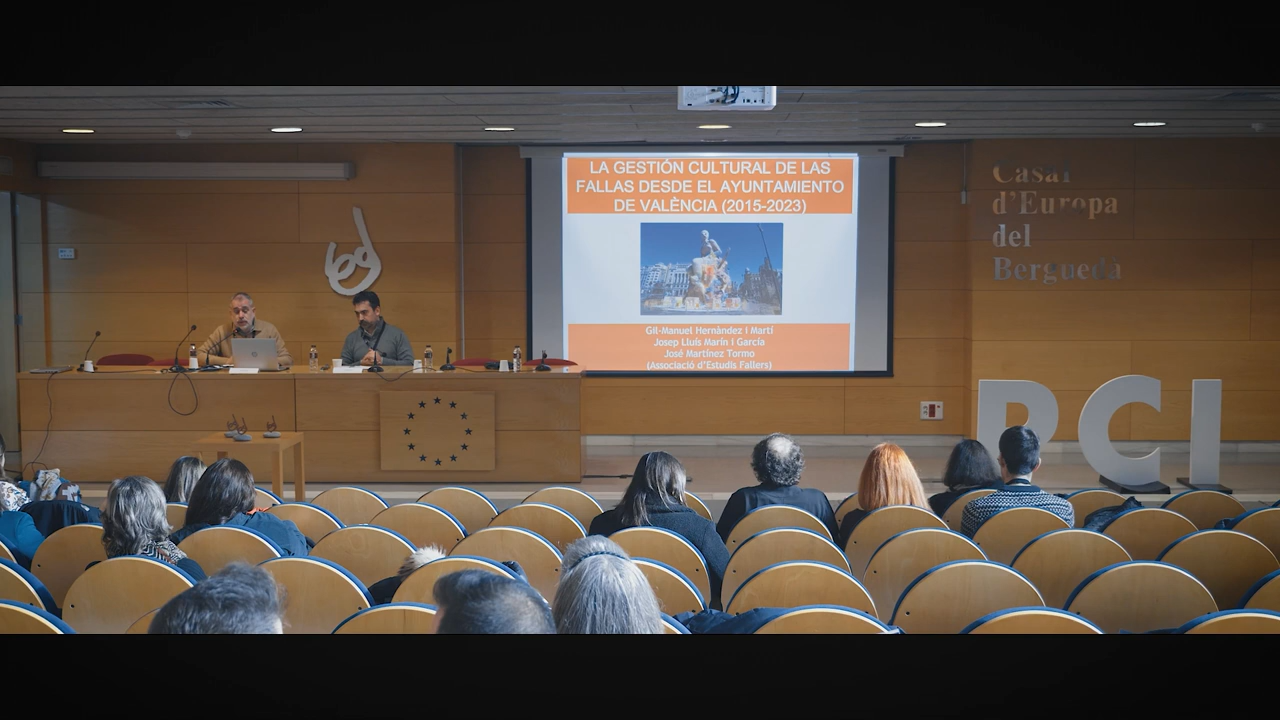 LA GESTIÓN CULTURAL DE LAS
FALLAS DESDE EL AYUNTAMIENTO
DE VALÈNCIA (2015-2023)
Gil-Manuel Hernàndez i Martí
Josep Lluís Marín i García
José Martínez Tormo
(Associació d'Estudis Fallers)
Casal
d'Europa
del
Berguedà
PCI